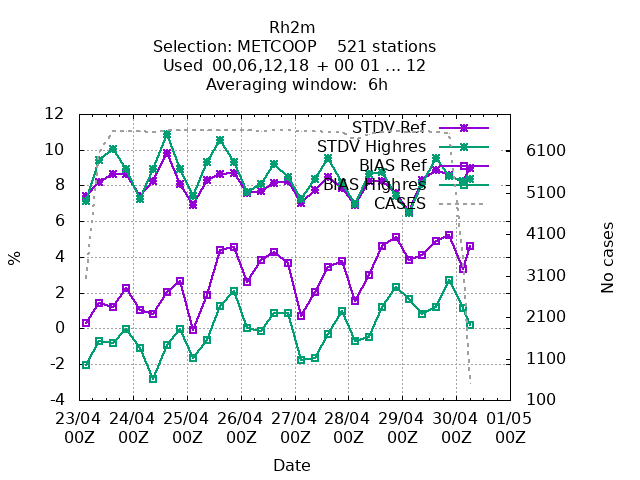 Rh2m
Selection: METCOOP    521 stations
Used  00,06,12,18  + 00 01 ... 12
Averaging window:  6h
STDV Ref
STDV Highres
BIAS Ref
BIAS Highres
CASES
12
10
8
6
4
2
0
-2
-4
%
6100
5100
4100
3100
2100
1100
100
No cases
23/04 24/04 25/04 26/04 27/04 28/04 29/04 30/04 01/05
00Z 00Z 00Z 00Z 00Z 00Z 00Z 00Z 00Z
Date